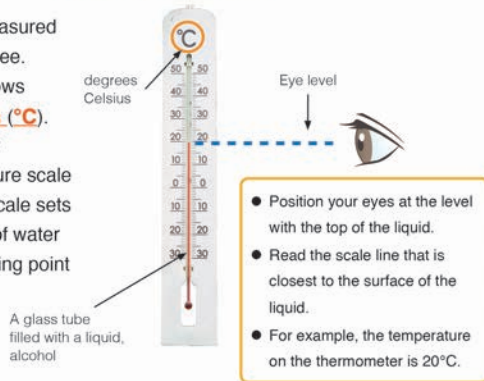 asured
ee.
ows
(°C).
ure scale
cale sets
of water
ing point
degrees
Celsius
A glass tube
filled with a liquid,
alcohol
°C
50 50
40 40
30 30
20 20
10 10
0 0
10 10
20 20
30 30
Eye level
● Position your eyes at the level
with the top of the liquid.
● Read the scale line that is
closest to the surface of the
liquid.
● For example, the temperature
on the thermometer is 20°C.